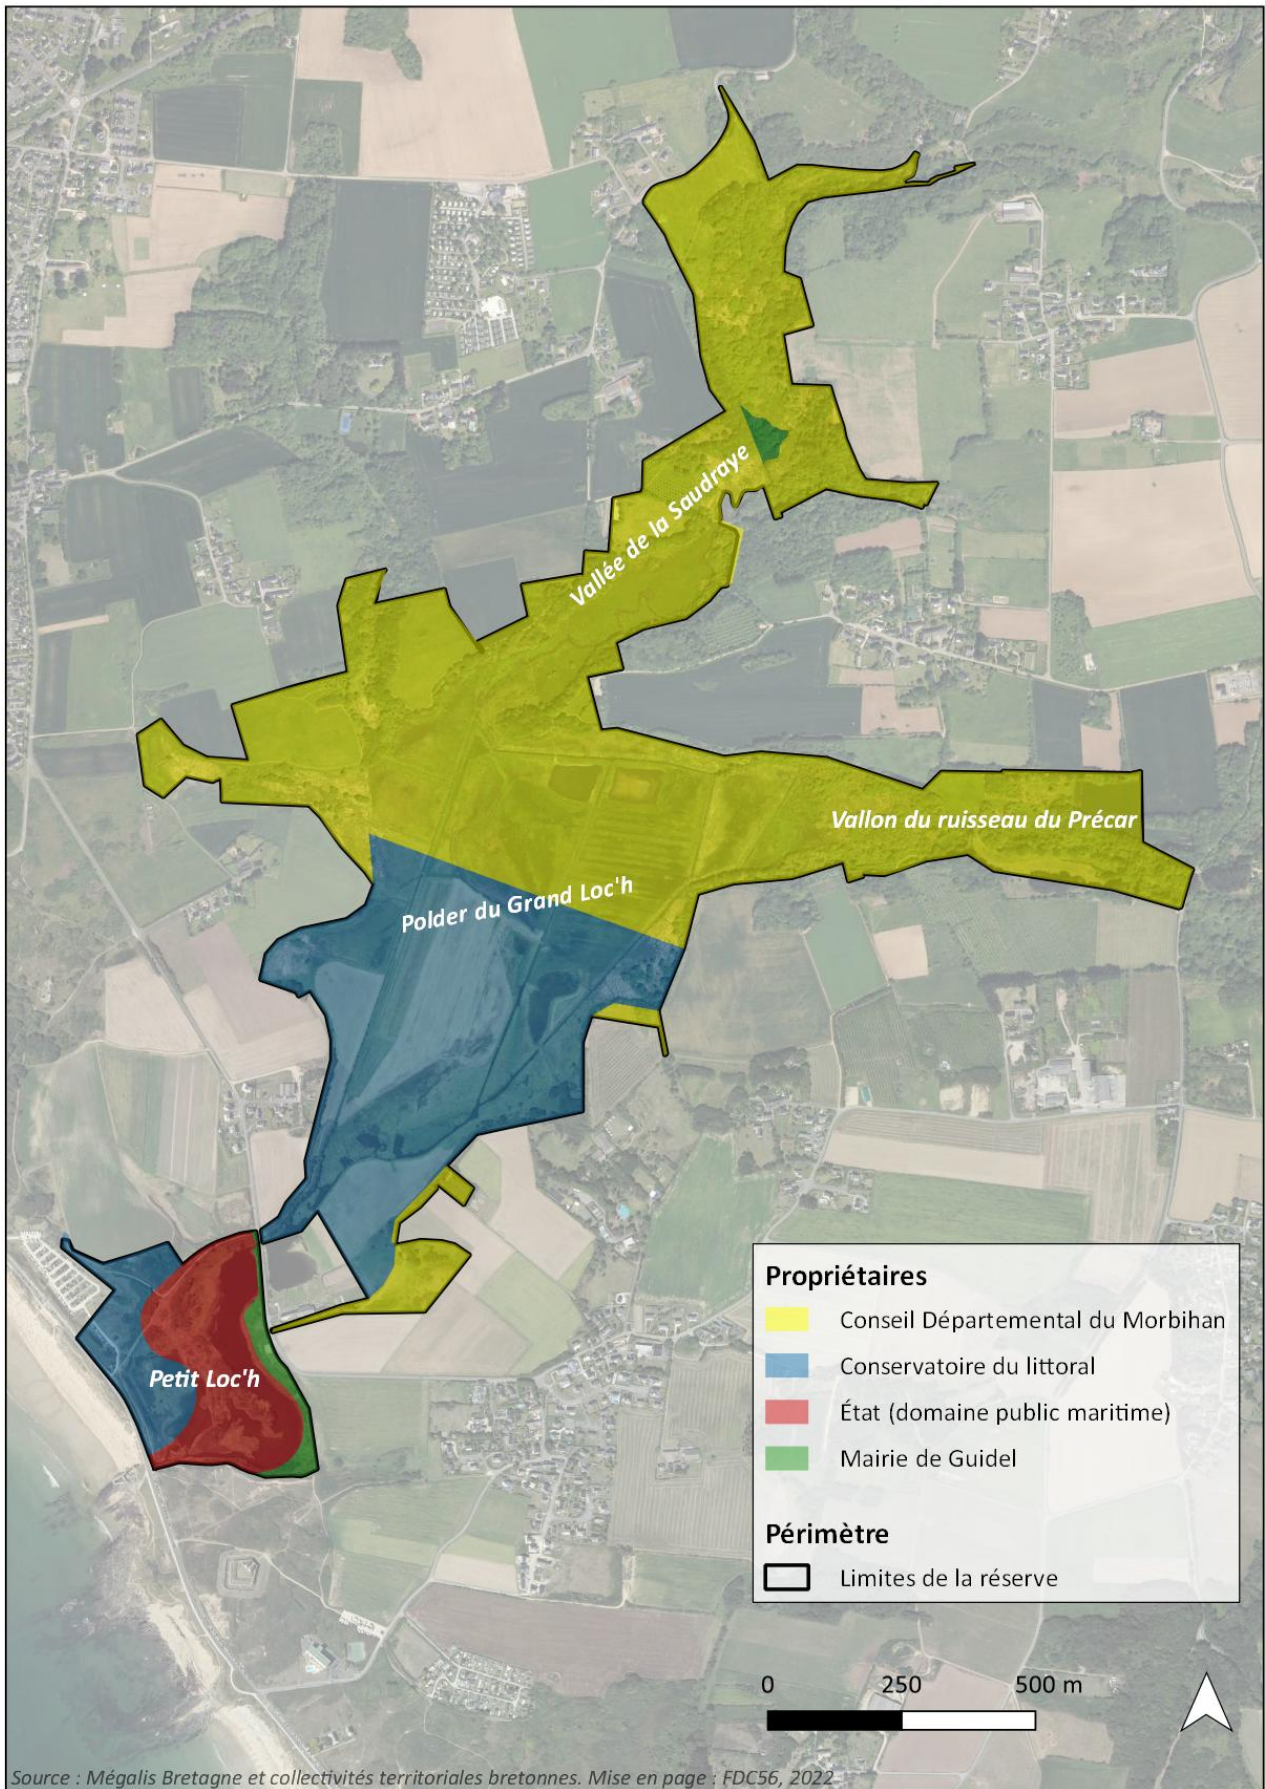 Vallée de la Saudraye
Vallon du ruisseau du Précar
Polder du Grand Loc'h
Petit Loc'h
Propriétaires
Conseil Départemental du Morbihan
Conservatoire du littoral
État (domaine public maritime)
Mairie de Guidel
Périmètre
Limites de la réserve
0 250 500 m
Source : Mégalis Bretagne et collectivités territoriales bretonnes. Mise en page : FDC56, 2022